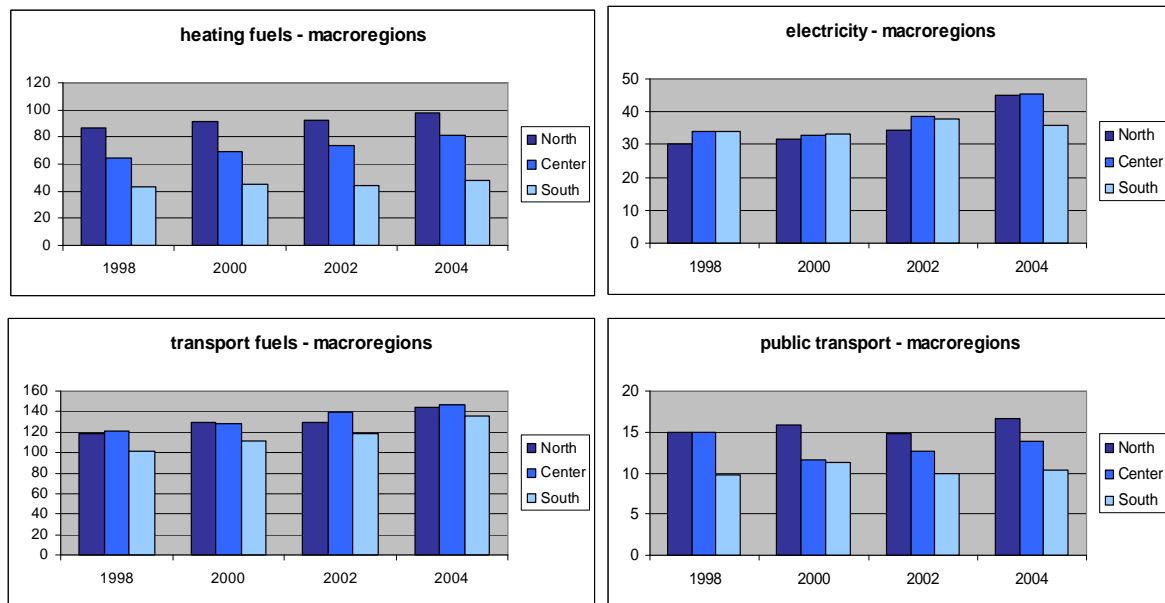 heating fuels - macroregions
120
100
80
60
40
20
0
1998 2000 2002 2004
North
Center
South
electricity - macroregions
50
40
30
20
10
0
1998 2000 2002 2004
North
Center
South
transport fuels - macroregions
160
140
120
100
80
60
40
20
0
1998 2000 2002 2004
North
Center
South
public transport - macroregions
20
15
10
5
0
1998 2000 2002 2004
North
Center
South